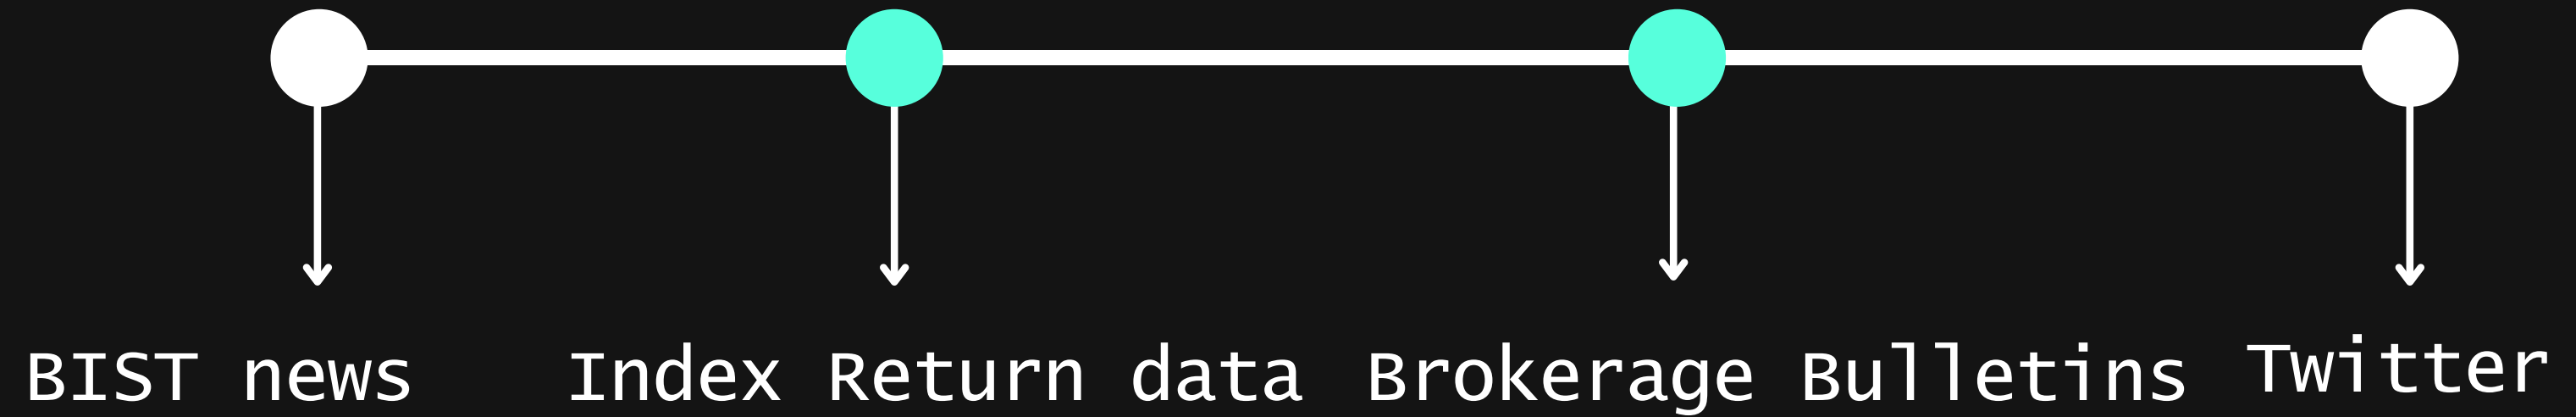 BIST news
Index Return data
Brokerage Bulletins
Twitter